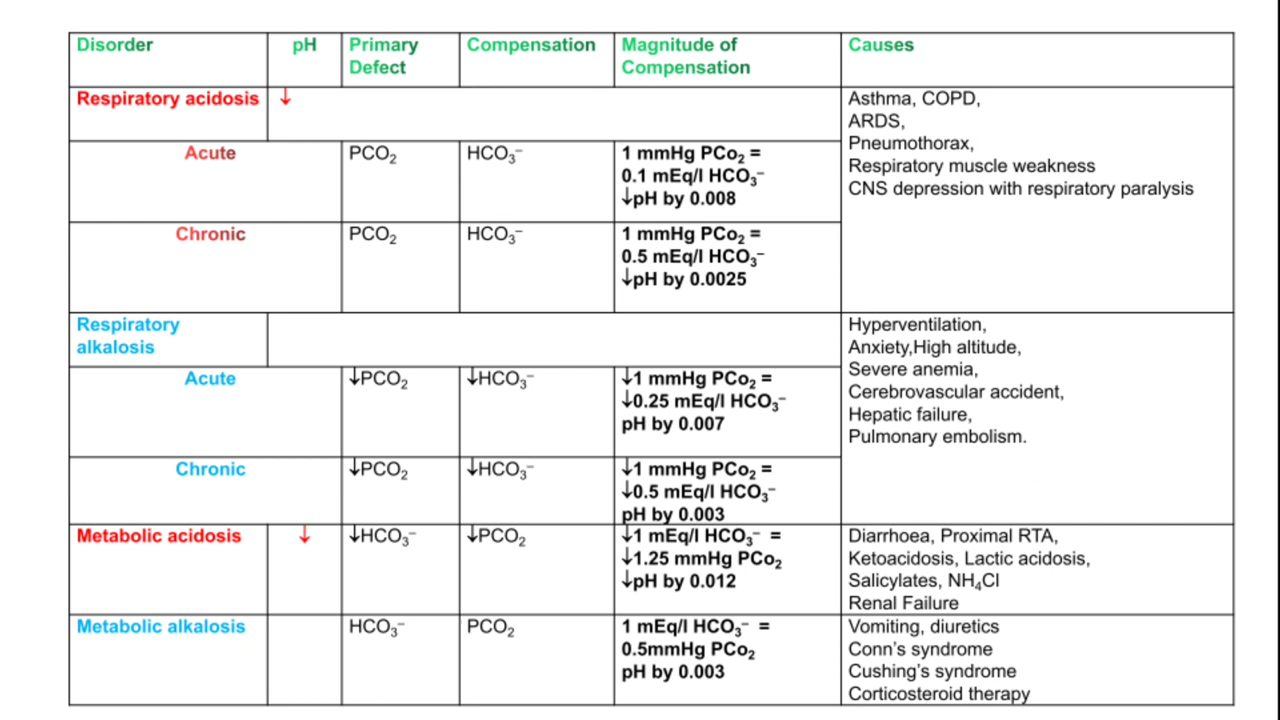 Disorder pH Primary Defect Compensation Magnitude of Compensation Causes
Respiratory acidosis ↓
Asthma, COPD,
ARDS,
Pneumothorax,
Respiratory muscle weakness
CNS depression with respiratory paralysis
Acute PCO₂ HCO₃⁻
1 mmHg PCo₂ =
0.1 mEq/l HCO₃⁻
↓pH by 0.008
Chronic PCO₂ HCO₃⁻
1 mmHg PCo₂ =
0.5 mEq/l HCO₃⁻
↓pH by 0.0025
Respiratory
alkalosis
Hyperventilation,
Anxiety,High altitude,
Severe anemia,
Cerebrovascular accident,
Hepatic failure,
Pulmonary embolism.
Acute ↓PCO₂ ↓HCO₃⁻
↓1 mmHg PCo₂ =
↓0.25 mEq/l HCO₃⁻
pH by 0.007
Chronic ↓PCO₂ ↓HCO₃⁻
↓1 mmHg PCo₂ =
↓0.5 mEq/l HCO₃⁻
pH by 0.003
Metabolic acidosis ↓ ↓HCO₃⁻ ↓PCO₂
↓1 mEq/l HCO₃⁻ =
↓1.25 mmHg PCo₂
↓pH by 0.012
Diarrhoea, Proximal RTA,
Ketoacidosis, Lactic acidosis,
Salicylates, NH₄Cl
Renal Failure
Metabolic alkalosis HCO₃⁻ PCO₂
1 mEq/l HCO₃⁻ =
0.5mmHg PCo₂
pH by 0.003
Vomiting, diuretics
Conn's syndrome
Cushing's syndrome
Corticosteroid therapy